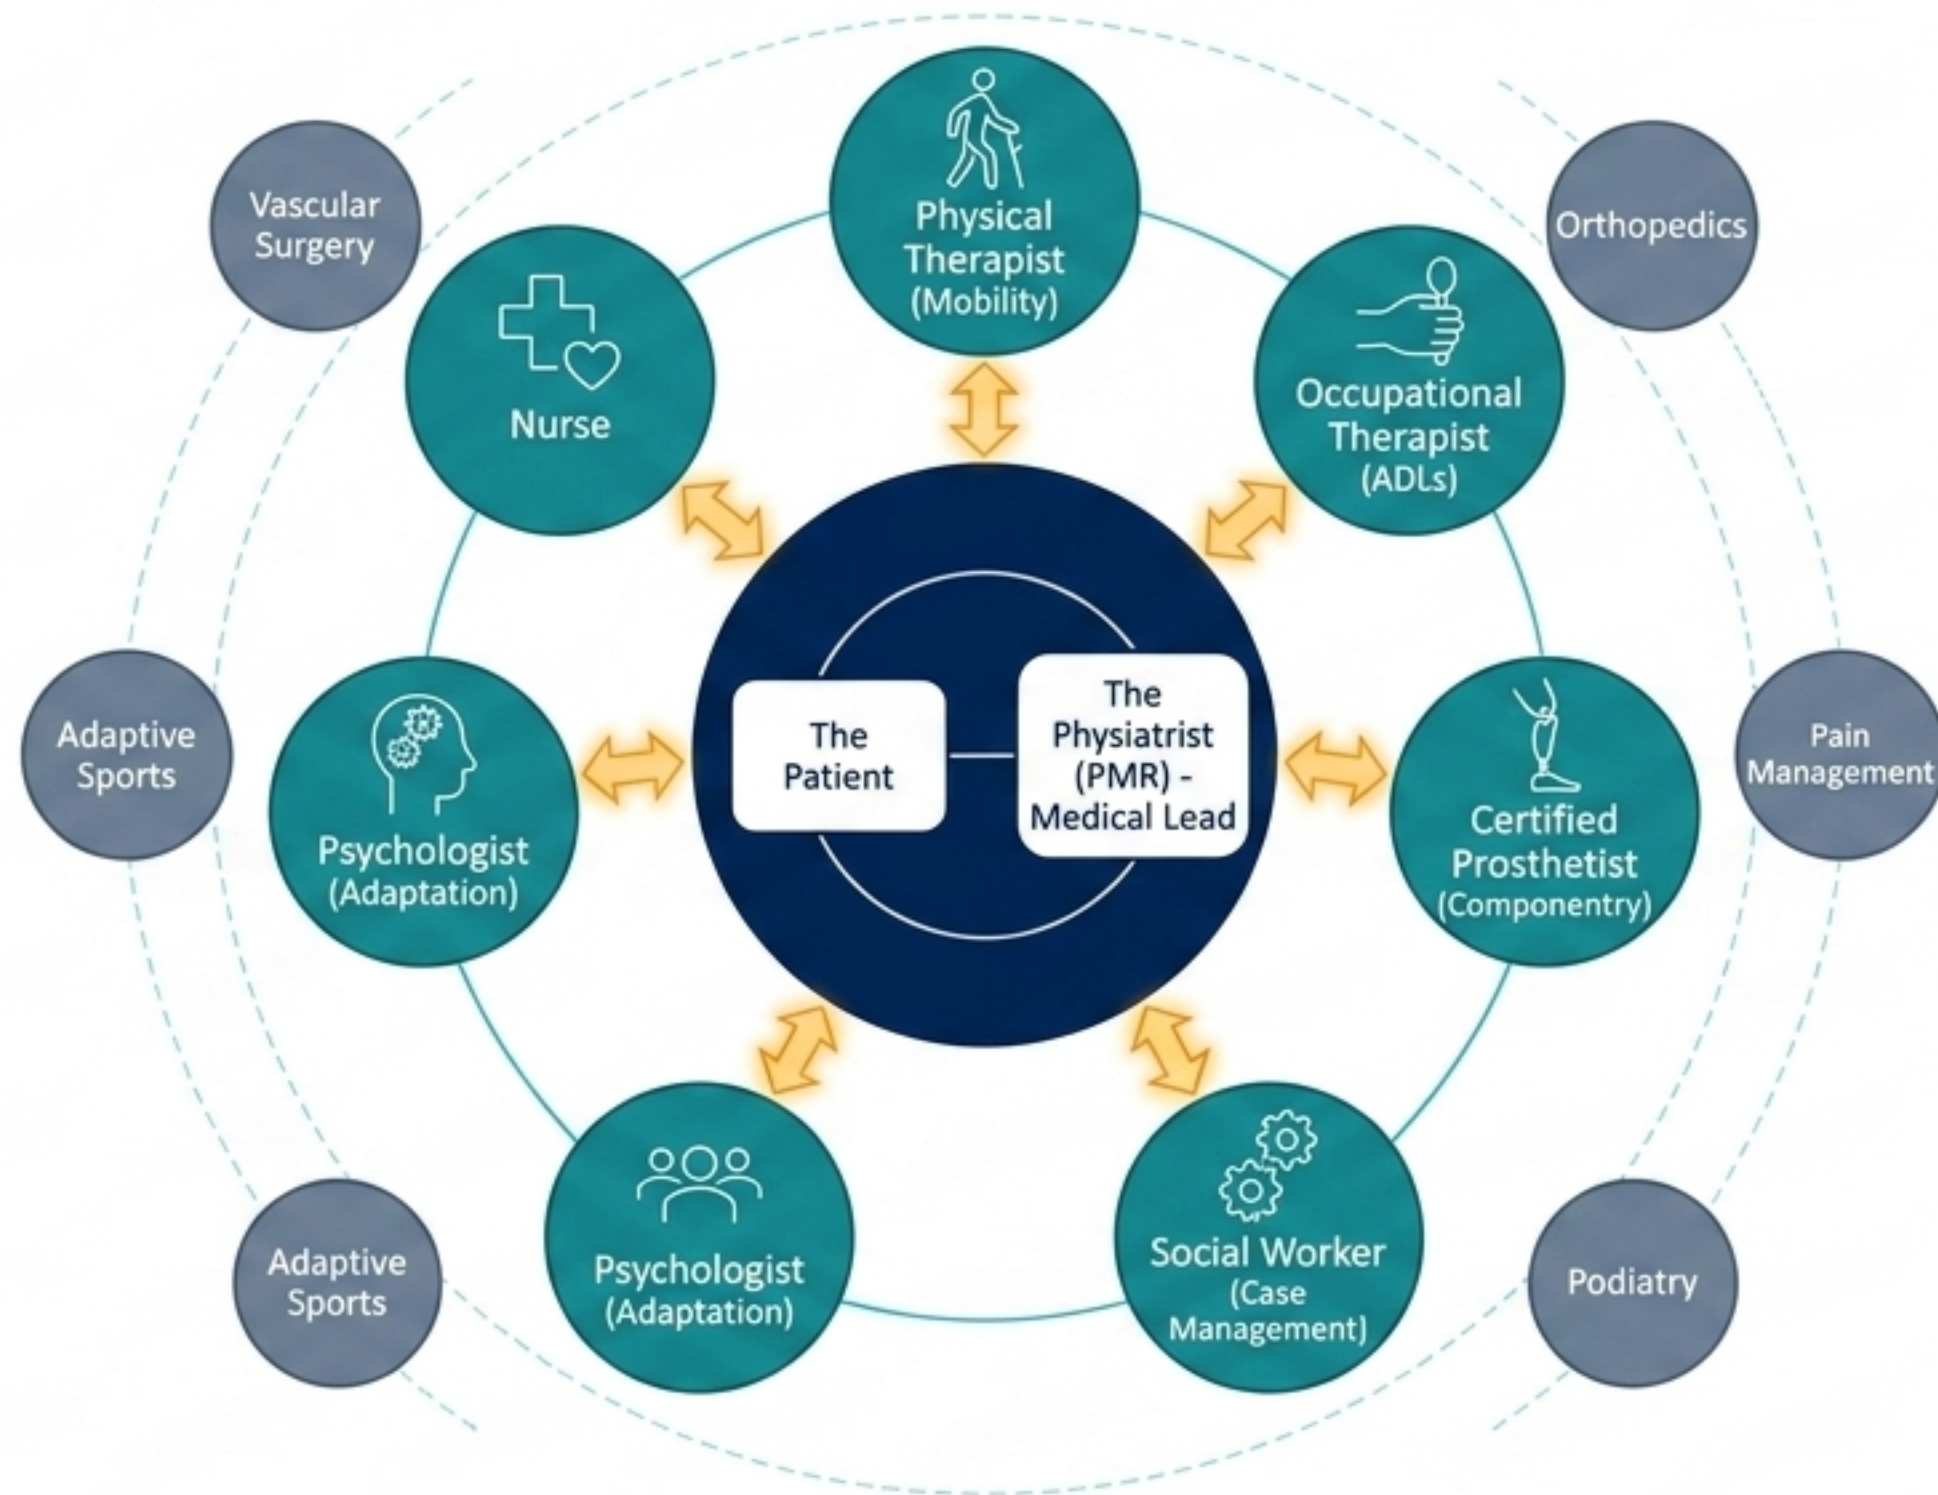 Physical
Therapist
(Mobility)
Vascular
Surgery
Orthopedics
Nurse
Occupational
Therapist
(ADLs)
The
Patient
The
Physiatrist
(PMR) -
Medical Lead
Adaptive
Sports
Pain
Management
Psychologist
(Adaptation)
Certified
Prosthetist
(Componentry)
Adaptive
Sports
Psychologist
(Adaptation)
Social Worker
(Case
Management)
Podiatry